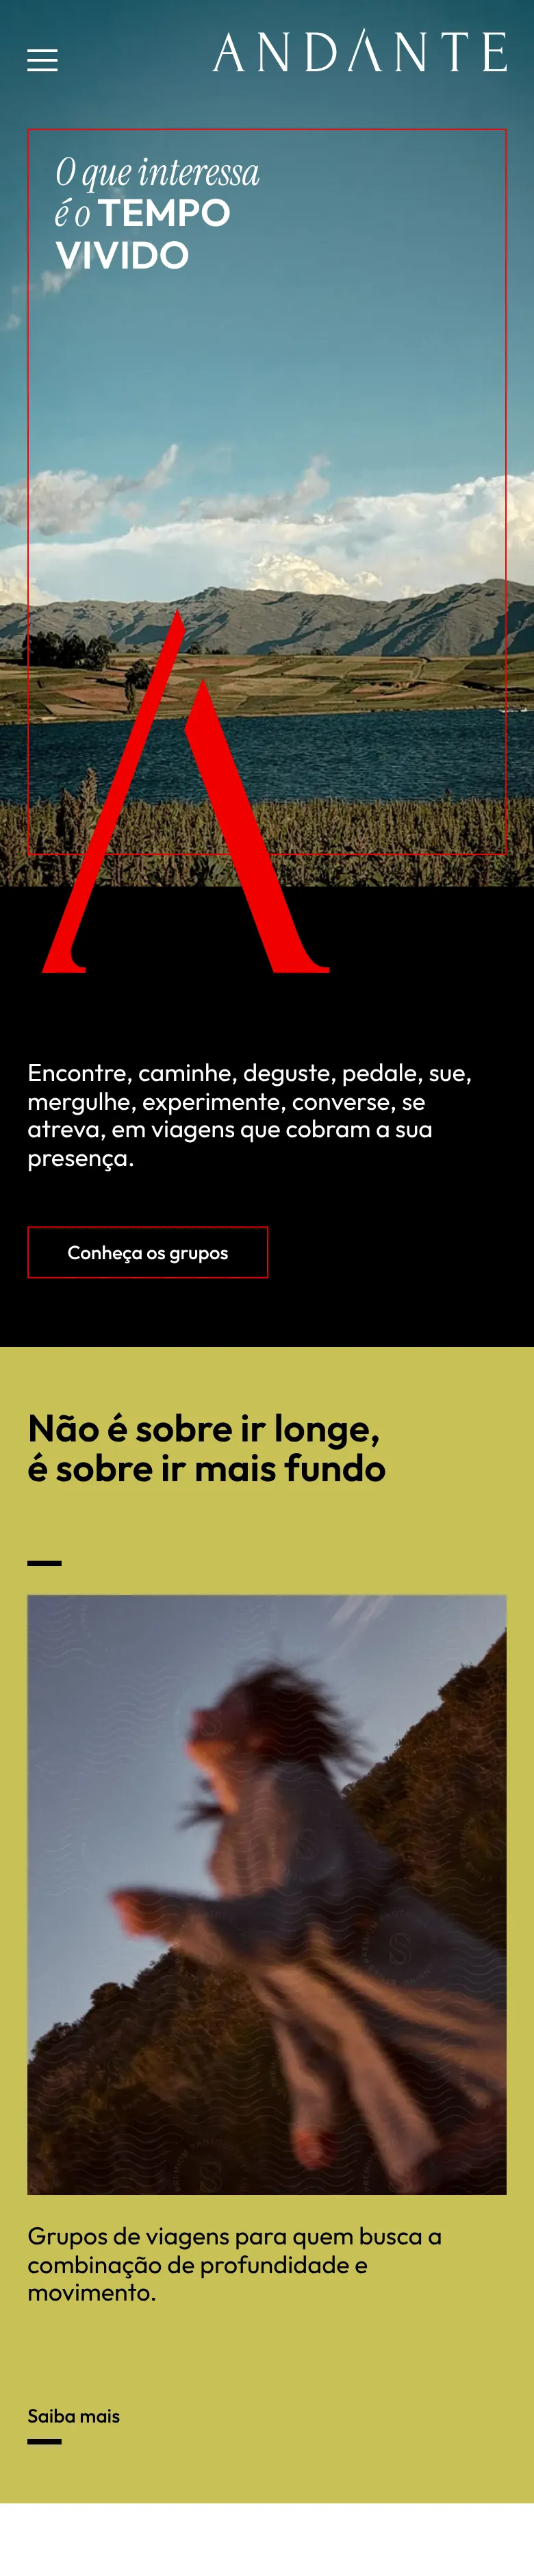 ANDANTE
O que interessa
é o TEMPO
VIVIDO
Encontre, caminhe, deguste, pedale, sue,
mergulhe, experimente, converse, se
atreva, em viagens que cobram a sua
presença.
Conheça os grupos
Não é sobre ir longe,
é sobre ir mais fundo
Grupos de viagens para quem busca a
combinação de profundidade e
movimento.
Saiba mais